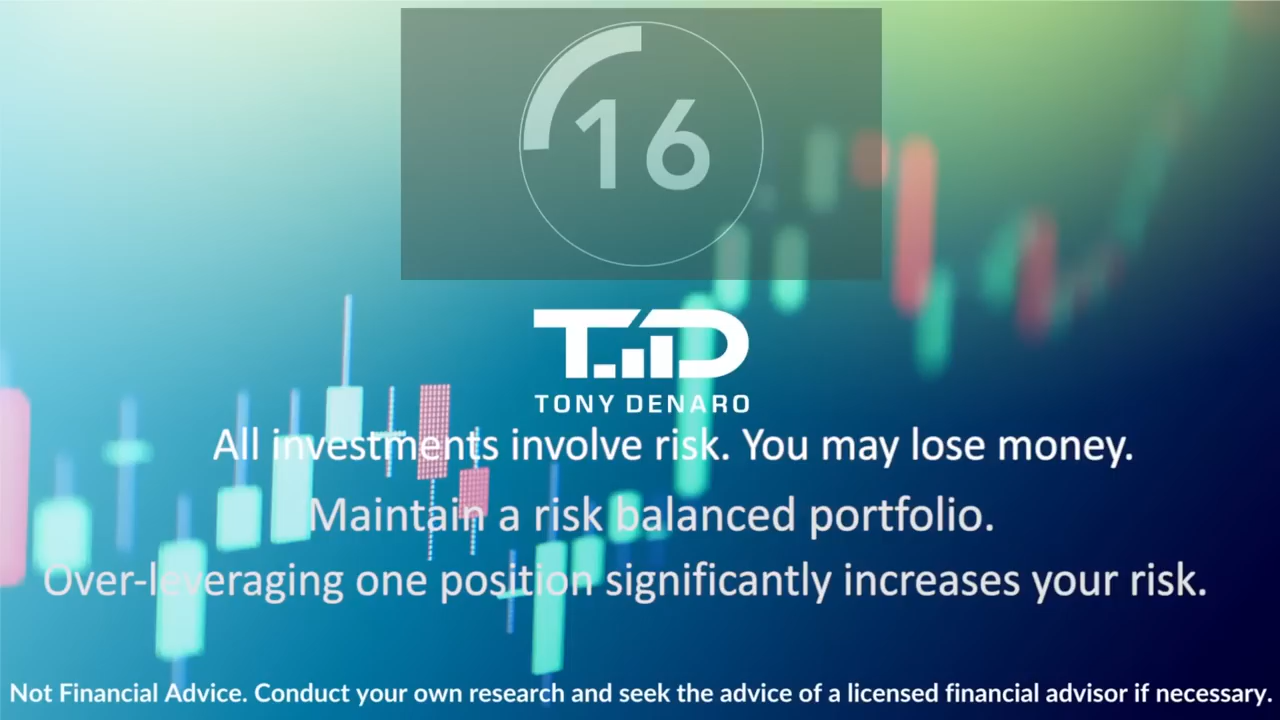 16
TD
TONY DENARO
All investments involve risk. You may lose money.
Maintain a risk balanced portfolio.
Over-leveraging one position significantly increases your risk.
Not Financial Advice. Conduct your own research and seek the advice of a licensed financial advisor if necessary.